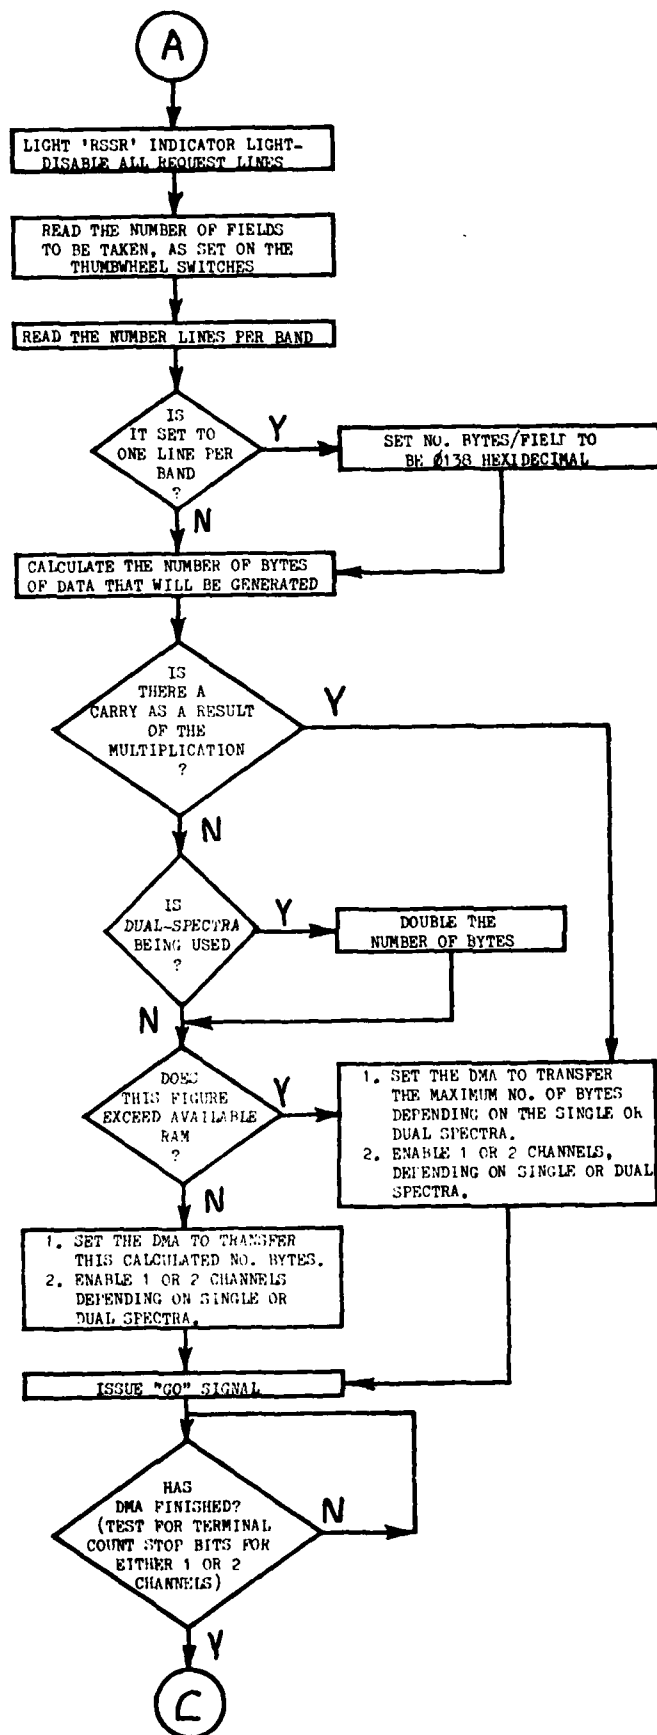 A
LIGHT 'RSSR' INDICATOR LIGHT-
DISABLE ALL REQUEST LINES
READ THE NUMBER OF FIELDS
TO BE TAKEN, AS SET ON THE
THUMBWHEEL SWITCHES
READ THE NUMBER LINES PER BAND
IS
IT SET TO
ONE LINE PER
BAND
?
Y
SET NO. BYTES/FIELD TO
BE Ø138 HEXIDECIMAL
N
CALCULATE THE NUMBER OF BYTES
OF DATA THAT WILL BE GENERATED
IS
THERE A
CARRY AS A RESULT
OF THE
MULTIPLICATION
?
Y
N
IS
DUAL-SPECTRA
BEING USED
?
Y
DOUBLE THE
NUMBER OF BYTES
N
DOES
THIS FIGURE
EXCEED AVAILABLE
RAM
?
Y
1. SET THE DMA TO TRANSFER
THE MAXIMUM NO. OF BYTES
DEPENDING ON THE SINGLE OR
DUAL SPECTRA.
2. ENABLE 1 OR 2 CHANNELS,
DEPENDING ON SINGLE OR DUAL
SPECTRA.
N
1. SET THE DMA TO TRANSFER
THIS CALCULATED NO. BYTES.
2. ENABLE 1 OR 2 CHANNELS
DEPENDING ON SINGLE OR
DUAL SPECTRA.
ISSUE "GO" SIGNAL
HAS
DMA FINISHED?
(TEST FOR TERMINAL
COUNT STOP BITS FOR
EITHER 1 OR 2
CHANNELS)
N
Y
C